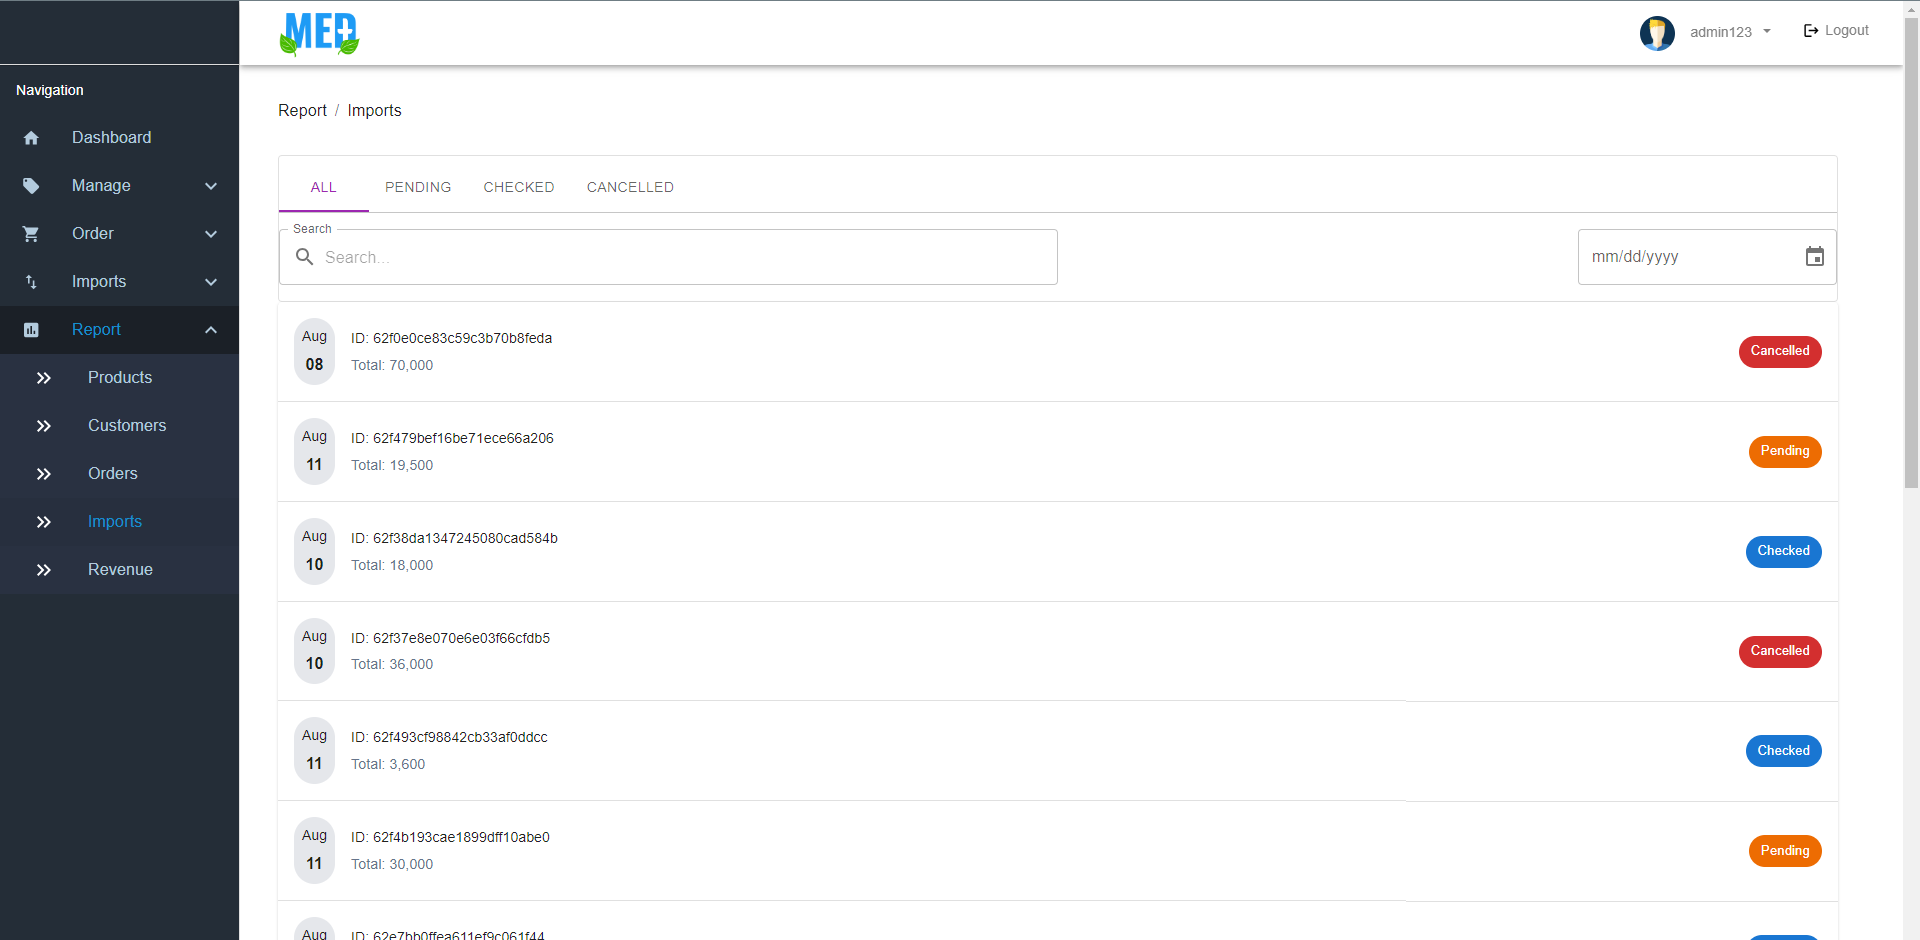 MED
admin123
Logout
Navigation
Dashboard
Manage
Order
Imports
Report
Products
Customers
Orders
Imports
Revenue
Report / Imports
ALL PENDING CHECKED CANCELLED
Search
Search...
mm/dd/yyyy
Aug
08
ID: 62f0e0ce83c59c3b70b8feda
Total: 70,000
Cancelled
Aug
11
ID: 62f479bef16be71ece66a206
Total: 19,500
Pending
Aug
10
ID: 62f38da1347245080cad584b
Total: 18,000
Checked
Aug
10
ID: 62f37e8e070e6e03f66cfdb5
Total: 36,000
Cancelled
Aug
11
ID: 62f493cf98842cb33af0ddcc
Total: 3,600
Checked
Aug
11
ID: 62f4b193cae1899dff10abe0
Total: 30,000
Pending
Aug
ID: 62e7bb0ffea611ef9c061f44